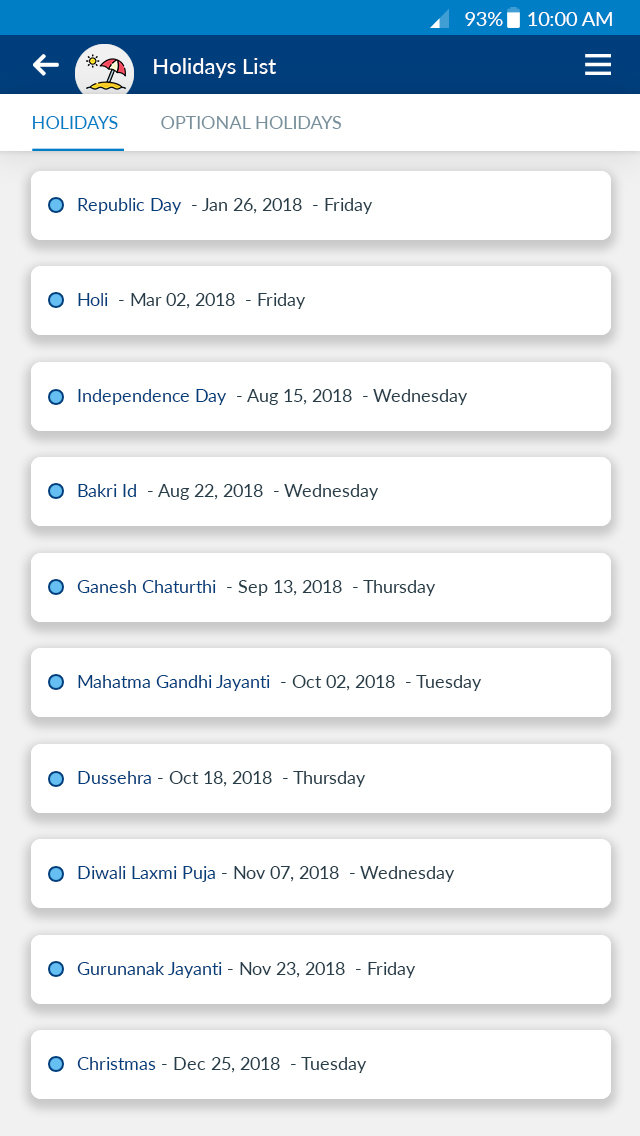 93% 10:00 AM
Holidays List
HOLIDAYS OPTIONAL HOLIDAYS
Republic Day - Jan 26, 2018 - Friday
Holi - Mar 02, 2018 - Friday
Independence Day - Aug 15, 2018 - Wednesday
Bakri Id - Aug 22, 2018 - Wednesday
Ganesh Chaturthi - Sep 13, 2018 - Thursday
Mahatma Gandhi Jayanti - Oct 02, 2018 - Tuesday
Dussehra - Oct 18, 2018 - Thursday
Diwali Laxmi Puja - Nov 07, 2018 - Wednesday
Gurunanak Jayanti - Nov 23, 2018 - Friday
Christmas - Dec 25, 2018 - Tuesday